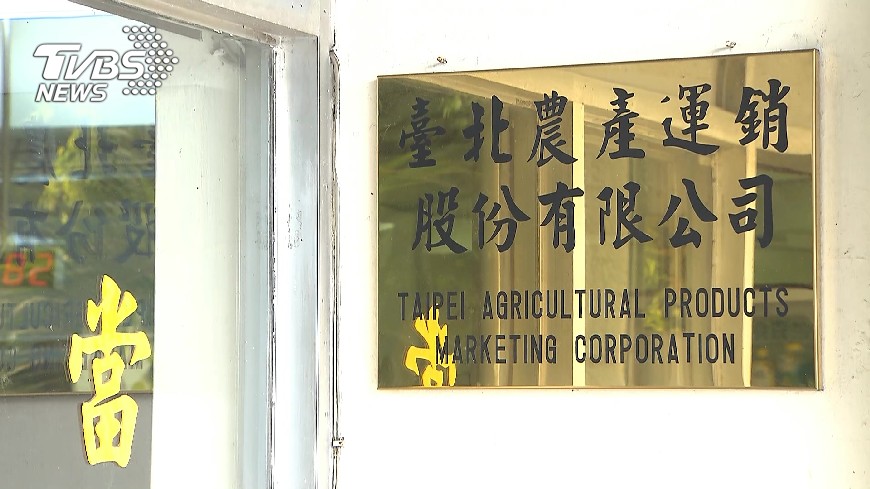 TVBS
NEWS
臺北農產運銷
股份有限公司
TAIPEI AGRICULTURAL PRODUCTS
MARKETING CORPORATION
當
82